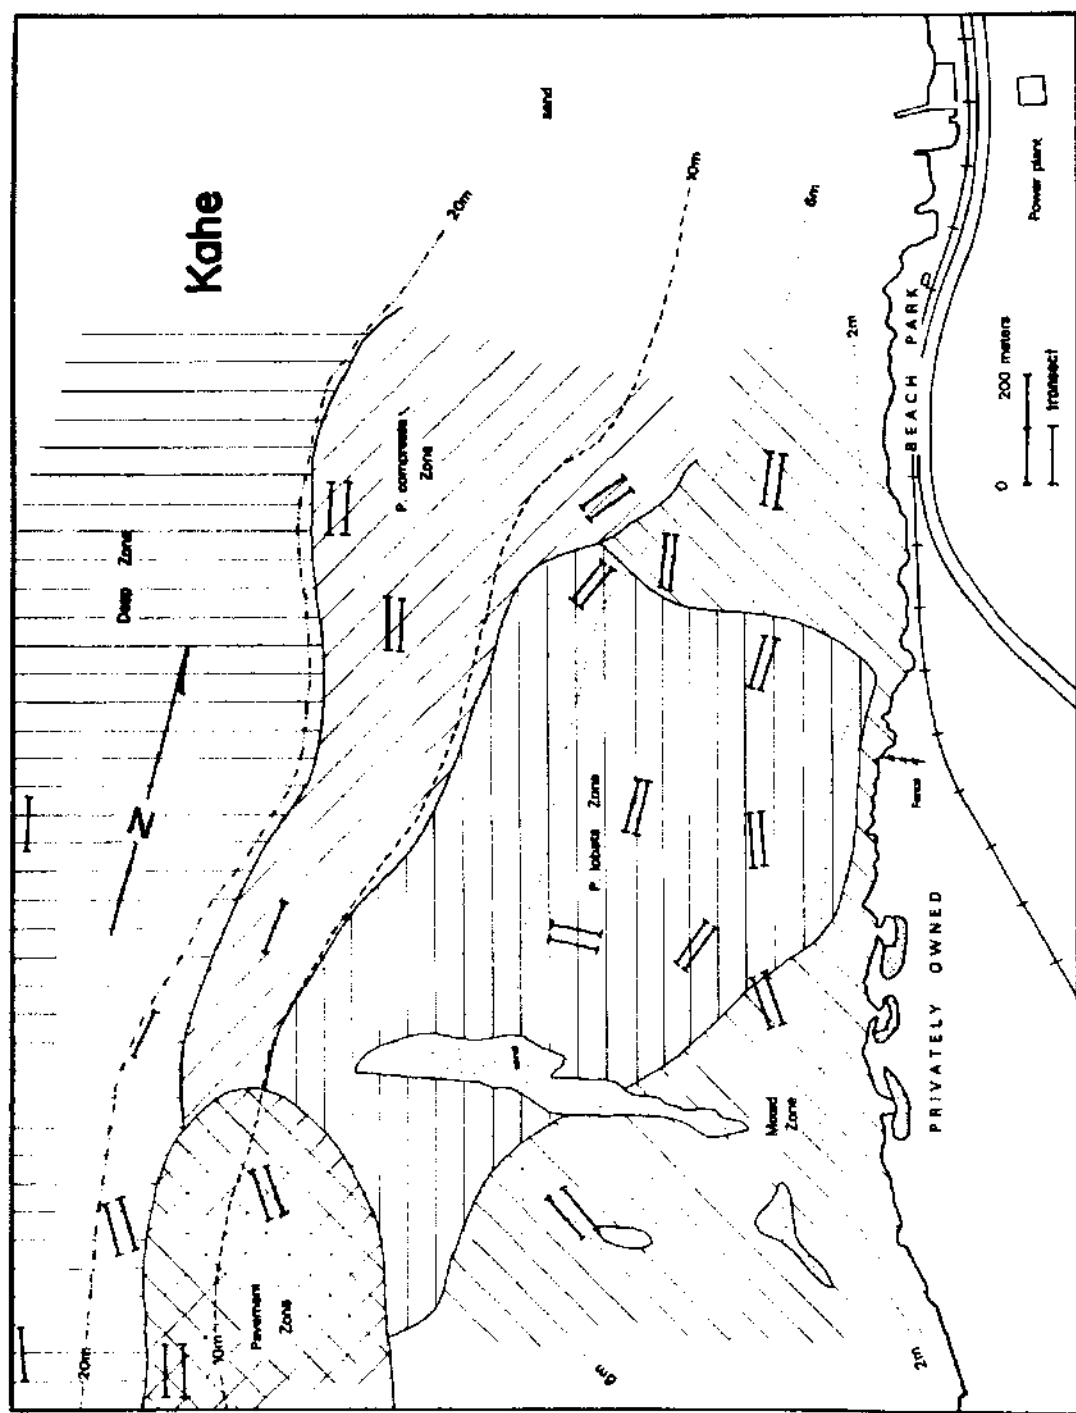 Kahe
sand
20m
10m
6m
2m
Deep Zone
P. compressa
Zone
P. lobata Zone
N
Mixed
Zone
Pavement
Zone
20m
10m
6m
2m
BEACH PARK
PRIVATELY OWNED
Fence
Power plant
0 200 meters
transect